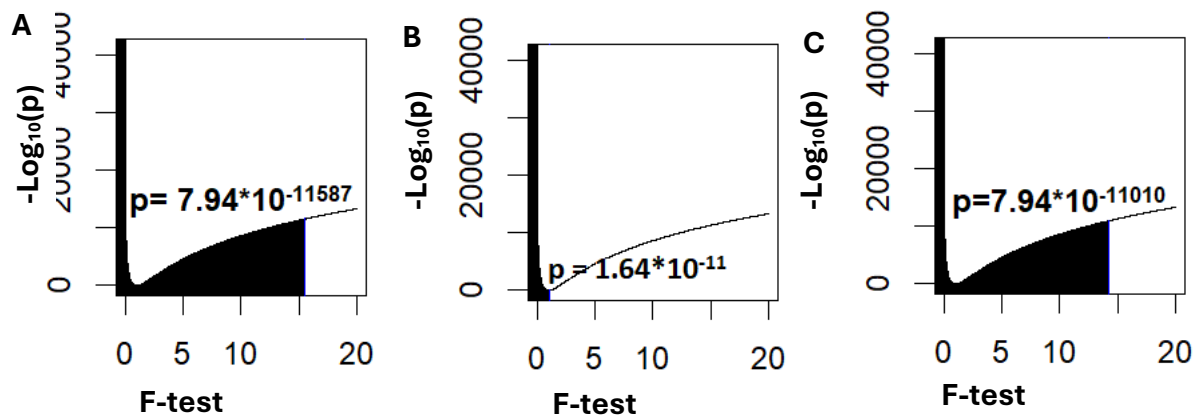 A
-Log₁₀(p)
40000
20000
0
p= 7.94*10⁻¹¹⁵⁸⁷
0 5 10 20
F-test
B
-Log₁₀(p)
40000
20000
0
p = 1.64*10⁻¹¹
0 5 10 20
F-test
C
-Log₁₀(p)
40000
20000
0
p=7.94*10⁻¹¹⁰¹⁰
0 5 10 20
F-test